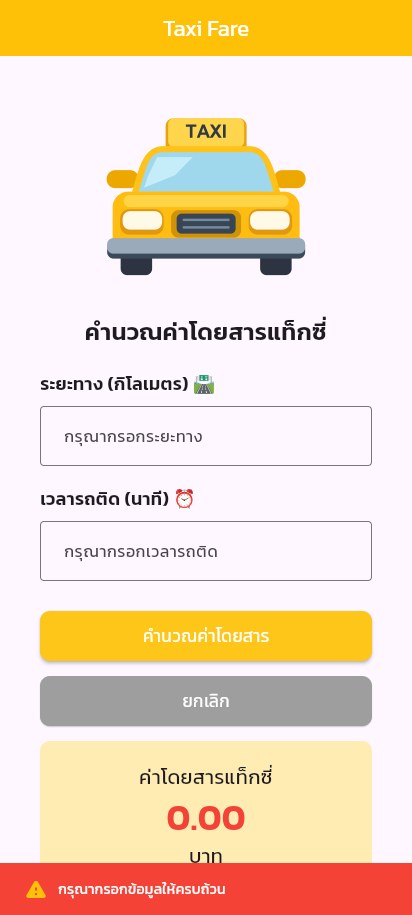 Taxi Fare
TAXI
คำนวณค่าโดยสารแท็กซี่
ระยะทาง (กิโลเมตร) 🛣️
กรุณากรอกระยะทาง
เวลารถติด (นาที) ⏰
กรุณากรอกเวลารถติด
คำนวณค่าโดยสาร
ยกเลิก
ค่าโดยสารแท็กซี่
0.00
บาท
กรุณากรอกข้อมูลให้ครบถ้วน